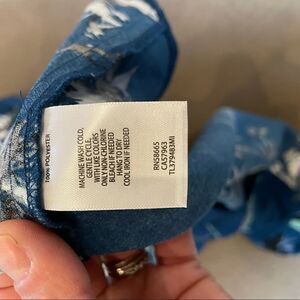 100% POLYESTER
MACHINE WASH COLD,
GENTLE CYCLE,
WITH LIKE COLORS
ONLY NON-CHLORINE
BLEACH IF NEEDED
HANG TO DRY
COOL IRON IF NEEDED
RN58665
CA57963
TL379483MI